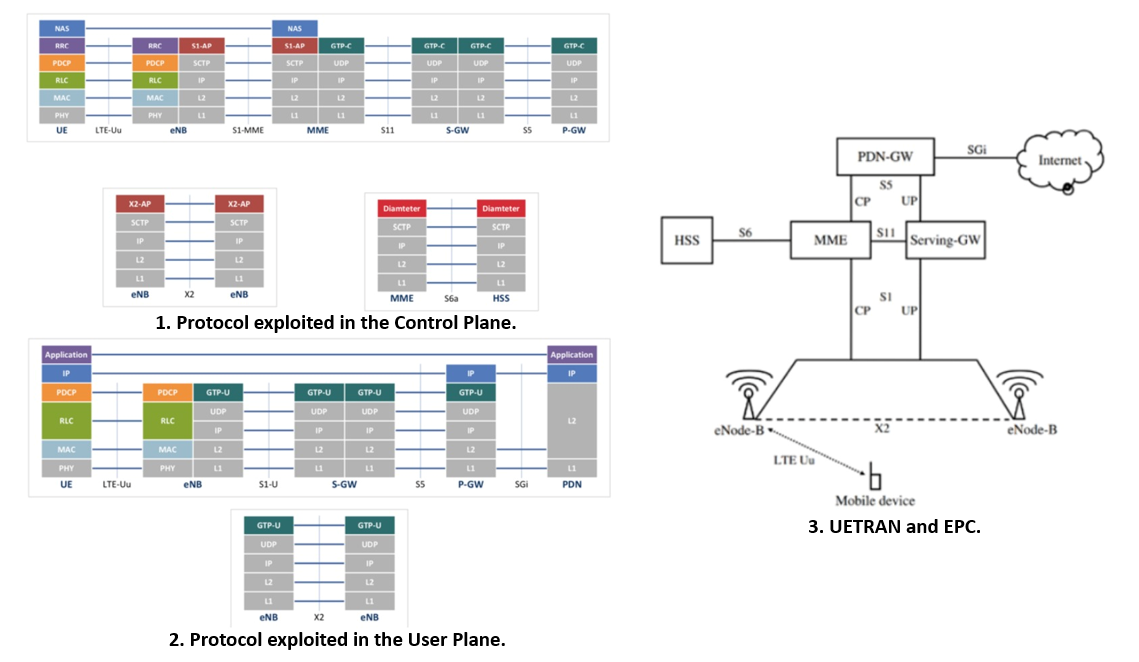 NAS NAS
RRC RRC S1-AP S1-AP GTP-C GTP-C GTP-C GTP-C
PDCP PDCP SCTP SCTP UDP UDP UDP UDP
RLC RLC IP IP IP IP IP IP
MAC MAC L2 L2 L2 L2 L2 L2
PHY PHY L1 L1 L1 L1 L1 L1
UE LTE-Uu eNB S1-MME MME S11 S-GW S5 P-GW
X2-AP X2-AP
SCTP SCTP
IP IP
L2 L2
L1 L1
eNB X2 eNB
Diamteter Diamteter
SCTP SCTP
IP IP
L2 L2
L1 L1
MME S6a HSS
1. Protocol exploited in the Control Plane.
Application Application
IP IP IP
PDCP PDCP GTP-U GTP-U GTP-U GTP-U
RLC RLC UDP UDP UDP UDP L2
IP IP IP IP
MAC MAC L2 L2 L2 L2
PHY PHY L1 L1 L1 L1 L1
UE LTE-Uu eNB S1-U S-GW S5 P-GW SGi PDN
GTP-U GTP-U
UDP UDP
IP IP
L2 L2
L1 L1
eNB X2 eNB
2. Protocol exploited in the User Plane.
PDN-GW SGi Internet
S5
CP UP
HSS S6 MME S11 Serving-GW
S1
CP UP
eNode-B X2 eNode-B
LTE Uu
Mobile device
3. UETRAN and EPC.